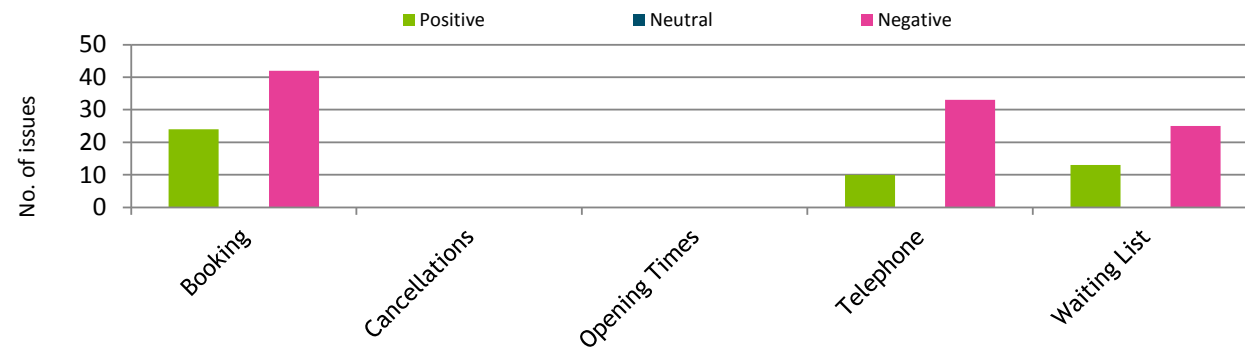 Positive Neutral Negative
No. of issues
50
40
30
20
10
0
Booking
Cancellations
Opening Times
Telephone
Waiting List